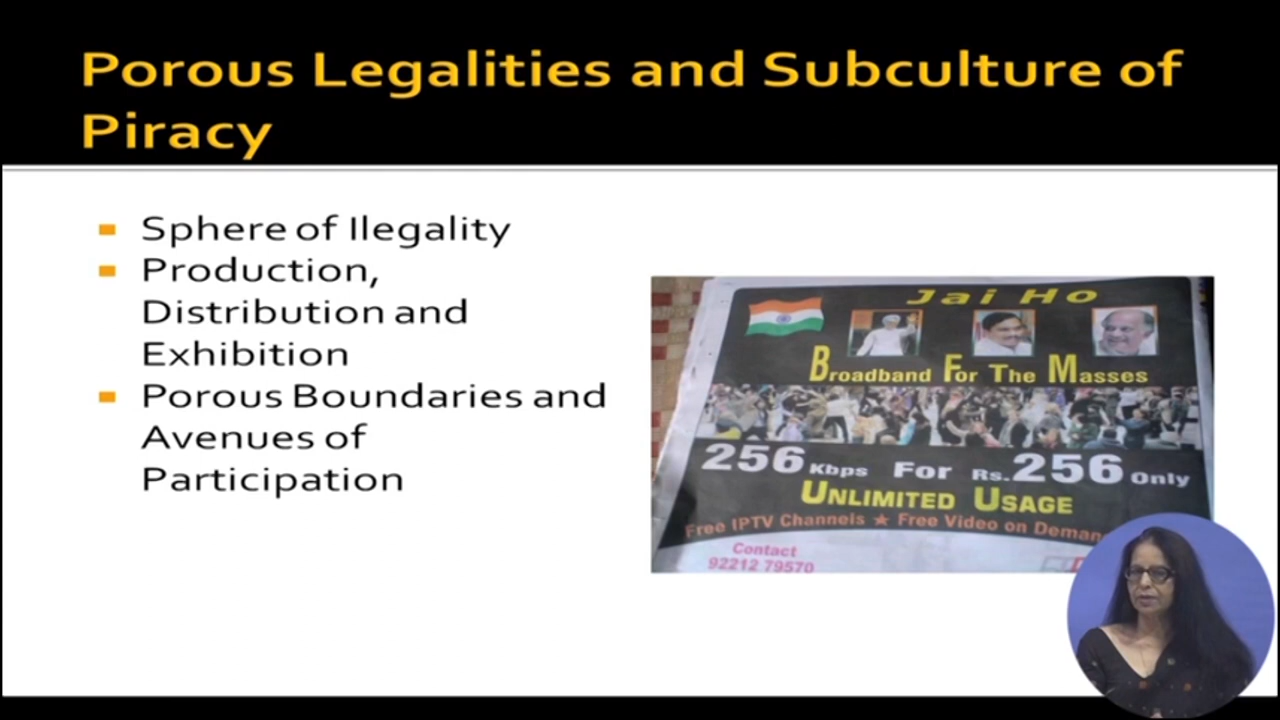 Porous Legalities and Subculture of
Piracy
Sphere of Ilegality
Production,
Distribution and
Exhibition
Porous Boundaries and
Avenues of
Participation
Jai Ho
Broadband For The Masses
256 Kbps For Rs.256 Only
Unlimited Usage
Free IPTV Channels ★ Free Video on
Contact
92212 79570